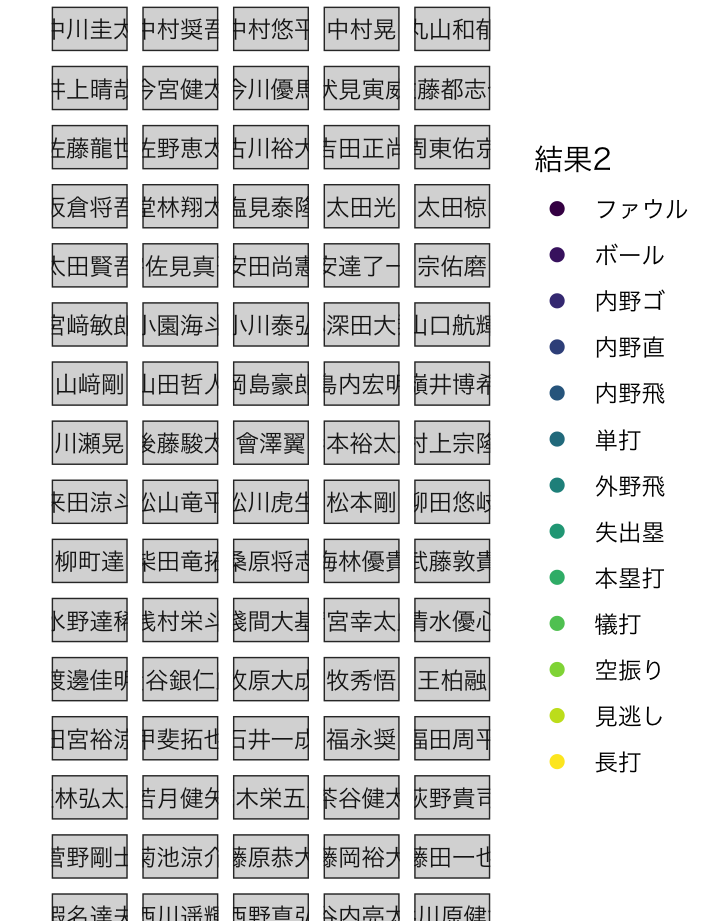 中川圭太 中村奨吾 中村悠平 中村晃 丸山和郁
井上晴哉 今宮健太 今川優馬 伏見寅威 藤都志
佐藤龍世 佐野恵太 古川裕大 吉田正尚 周東佑京
結果2
坂倉将吾 堂林翔太 塩見泰隆 太田光 太田椋
ファウル
太田賢吾 佐見真 安田尚憲 安達了一 宗佑磨
ボール
内野ゴ
宮﨑敏郎 小園海斗 小川泰弘 深田大 山口航輝
内野直
山﨑剛 山田哲人 岡島豪郎 島内宏明 嶺井博希
内野飛
川瀬晃 後藤駿太 會澤翼 本裕太 村上宗隆
単打
来田涼斗 松山竜平 松川虎生 松本剛 柳田悠岐
外野飛
失出塁
柳町達 柴田竜拓 桑原将志 梅林優貴 武藤敦貴
本塁打
水野達稀 浅村栄斗 淺間大基 宮幸太 清水優心
犠打
渡邊佳明 谷銀仁 牧原大成 牧秀悟 王柏融
空振り
田宮裕涼 甲斐拓也 石井一成 福永奨 福田周平
見逃し
長打
林弘太 若月健矢 木栄五 茶谷健太 荻野貴司
菅野剛士 菊池涼介 藤原恭大 藤岡裕大 藤田一也
蝦名達夫 西川遥輝 西野真弘 谷内亮太 川原健